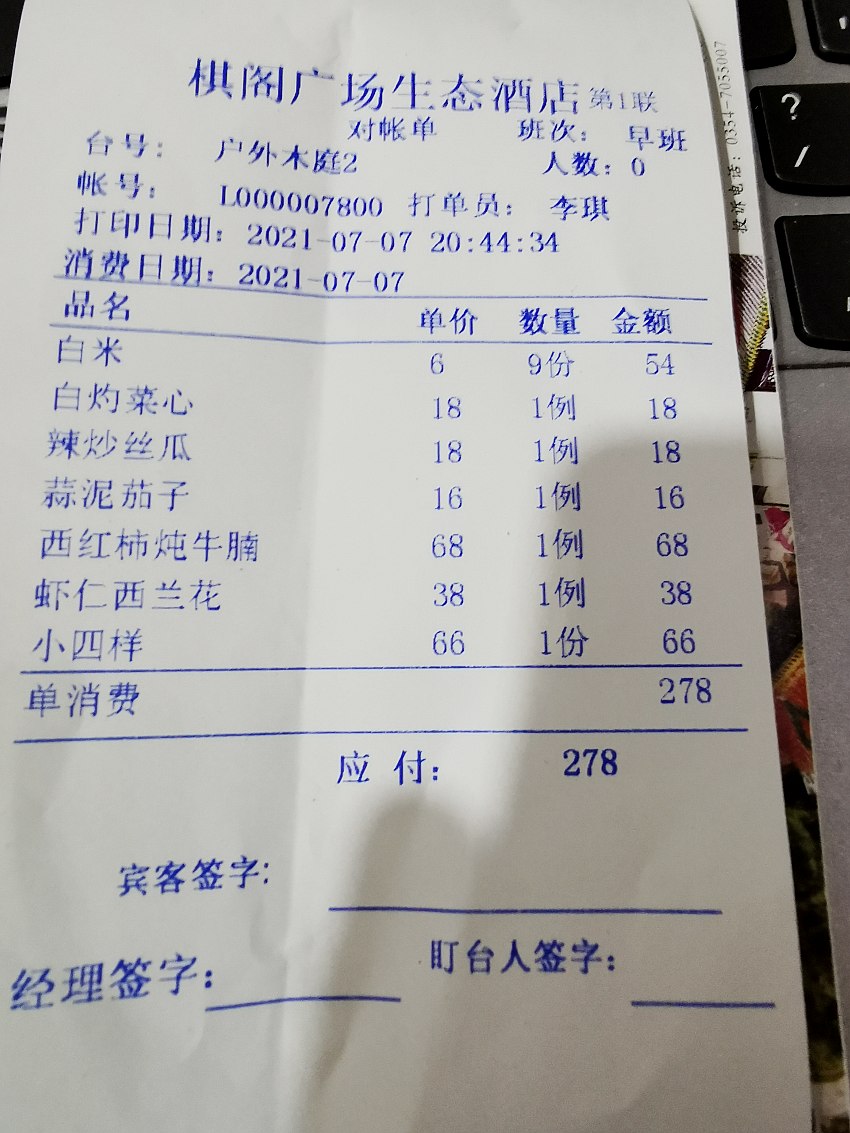 棋阁广场生态酒店 第1联
对帐单 班次： 早班
台号： 户外木庭2 人数：0
帐号： L000007800 打单员： 李琪
打印日期：2021-07-07 20:44:34
消费日期：2021-07-07
品名 单价 数量 金额
白米 6 9份 54
白灼菜心 18 1例 18
辣炒丝瓜 18 1例 18
蒜泥茄子 16 1例 16
西红柿炖牛腩 68 1例 68
虾仁西兰花 38 1例 38
小四样 66 1份 66
单消费 278
应 付： 278
宾客签字:
盯台人签字：
经理签字：
投诉电话：0354-7055007
?
/